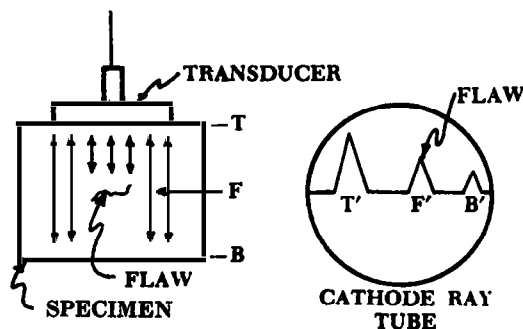 TRANSDUCER
– T
F
– B
FLAW
SPECIMEN
FLAW
T′ F′ B′
CATHODE RAY
TUBE